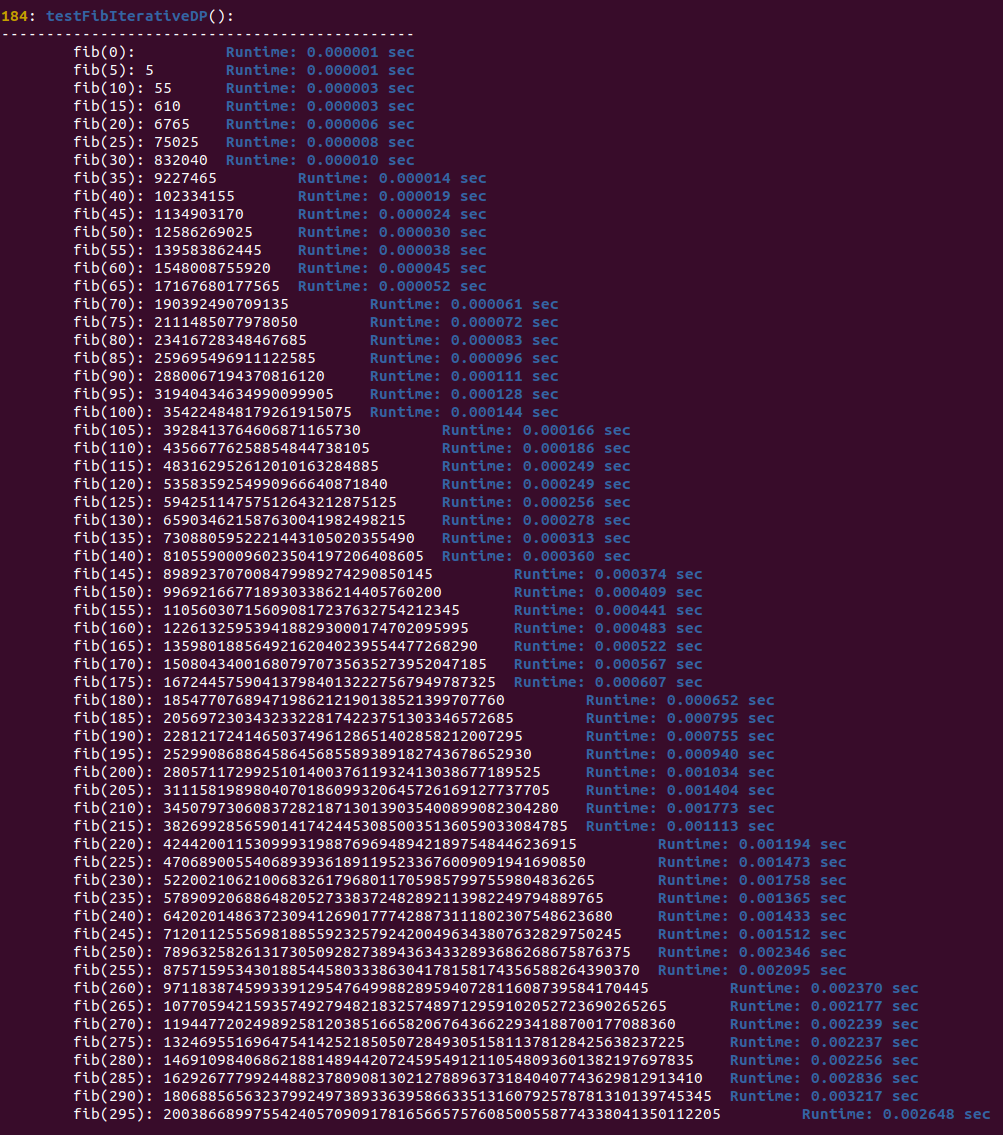 184: testFibIterativeDP():
----------------------------------------------
fib(0): Runtime: 0.000001 sec
fib(5): 5 Runtime: 0.000001 sec
fib(10): 55 Runtime: 0.000003 sec
fib(15): 610 Runtime: 0.000003 sec
fib(20): 6765 Runtime: 0.000006 sec
fib(25): 75025 Runtime: 0.000008 sec
fib(30): 832040 Runtime: 0.000010 sec
fib(35): 9227465 Runtime: 0.000014 sec
fib(40): 102334155 Runtime: 0.000019 sec
fib(45): 1134903170 Runtime: 0.000024 sec
fib(50): 12586269025 Runtime: 0.000030 sec
fib(55): 139583862445 Runtime: 0.000038 sec
fib(60): 1548008755920 Runtime: 0.000045 sec
fib(65): 17167680177565 Runtime: 0.000052 sec
fib(70): 190392490709135 Runtime: 0.000061 sec
fib(75): 2111485077978050 Runtime: 0.000072 sec
fib(80): 23416728348467685 Runtime: 0.000083 sec
fib(85): 259695496911122585 Runtime: 0.000096 sec
fib(90): 2880067194370816120 Runtime: 0.000111 sec
fib(95): 31940434634990099905 Runtime: 0.000128 sec
fib(100): 354224848179261915075 Runtime: 0.000144 sec
fib(105): 3928413764606871165730 Runtime: 0.000166 sec
fib(110): 43566776258854844738105 Runtime: 0.000186 sec
fib(115): 483162952612010163284885 Runtime: 0.000249 sec
fib(120): 5358359254990966640871840 Runtime: 0.000249 sec
fib(125): 59425114757512643212875125 Runtime: 0.000256 sec
fib(130): 659034621587630041982498215 Runtime: 0.000278 sec
fib(135): 7308805952221443105020355490 Runtime: 0.000313 sec
fib(140): 81055900096023504197206408605 Runtime: 0.000360 sec
fib(145): 898923707008479989274290850145 Runtime: 0.000374 sec
fib(150): 9969216677189303386214405760200 Runtime: 0.000409 sec
fib(155): 110560307156090817237632754212345 Runtime: 0.000441 sec
fib(160): 1226132595394188293000174702095995 Runtime: 0.000483 sec
fib(165): 13598018856492162040239554477268290 Runtime: 0.000522 sec
fib(170): 150804340016807970735635273952047185 Runtime: 0.000567 sec
fib(175): 1672445759041379840132227567949787325 Runtime: 0.000607 sec
fib(180): 18547707689471986212190138521399707760 Runtime: 0.000652 sec
fib(185): 205697230343233228174223751303346572685 Runtime: 0.000795 sec
fib(190): 2281217241465037496128651402858212007295 Runtime: 0.000755 sec
fib(195): 25299086886458645685589389182743678652930 Runtime: 0.000940 sec
fib(200): 280571172992510140037611932413038677189525 Runtime: 0.001034 sec
fib(205): 3111581989804070186099320645726169127737705 Runtime: 0.001404 sec
fib(210): 34507973060837282187130139035400899082304280 Runtime: 0.001773 sec
fib(215): 382699285659014174244530850035136059033084785 Runtime: 0.001113 sec
fib(220): 4244200115309993198876969489421897548446236915 Runtime: 0.001194 sec
fib(225): 47068900554068939361891195233676009091941690850 Runtime: 0.001473 sec
fib(230): 522002106210068326179680117059857997559804836265 Runtime: 0.001758 sec
fib(235): 5789092068864820527338372482892113982249794889765 Runtime: 0.001365 sec
fib(240): 64202014863723094126901777428873111802307548623680 Runtime: 0.001433 sec
fib(245): 712011255569818855923257924200496343807632829750245 Runtime: 0.001512 sec
fib(250): 7896325826131730509282738943634332893686268675876375 Runtime: 0.002346 sec
fib(255): 87571595343018854458033386304178158174356588264390370 Runtime: 0.002095 sec
fib(260): 971183874599339129547649988289594072811608739584170445 Runtime: 0.002370 sec
fib(265): 10770594215935749279482183257489712959102052723690265265 Runtime: 0.002177 sec
fib(270): 119447720249892581203851665820676436622934188700177088360 Runtime: 0.002239 sec
fib(275): 1324695516964754142521850507284930515811378128425638237225 Runtime: 0.002237 sec
fib(280): 14691098406862188148944207245954912110548093601382197697835 Runtime: 0.002256 sec
fib(285): 162926777992448823780908130212788963731840407743629812913410 Runtime: 0.002836 sec
fib(290): 1806885656323799249738933639586633513160792578781310139745345 Runtime: 0.003217 sec
fib(295): 20038668997554240570909178165665757608500558774338041350112205 Runtime: 0.002648 sec